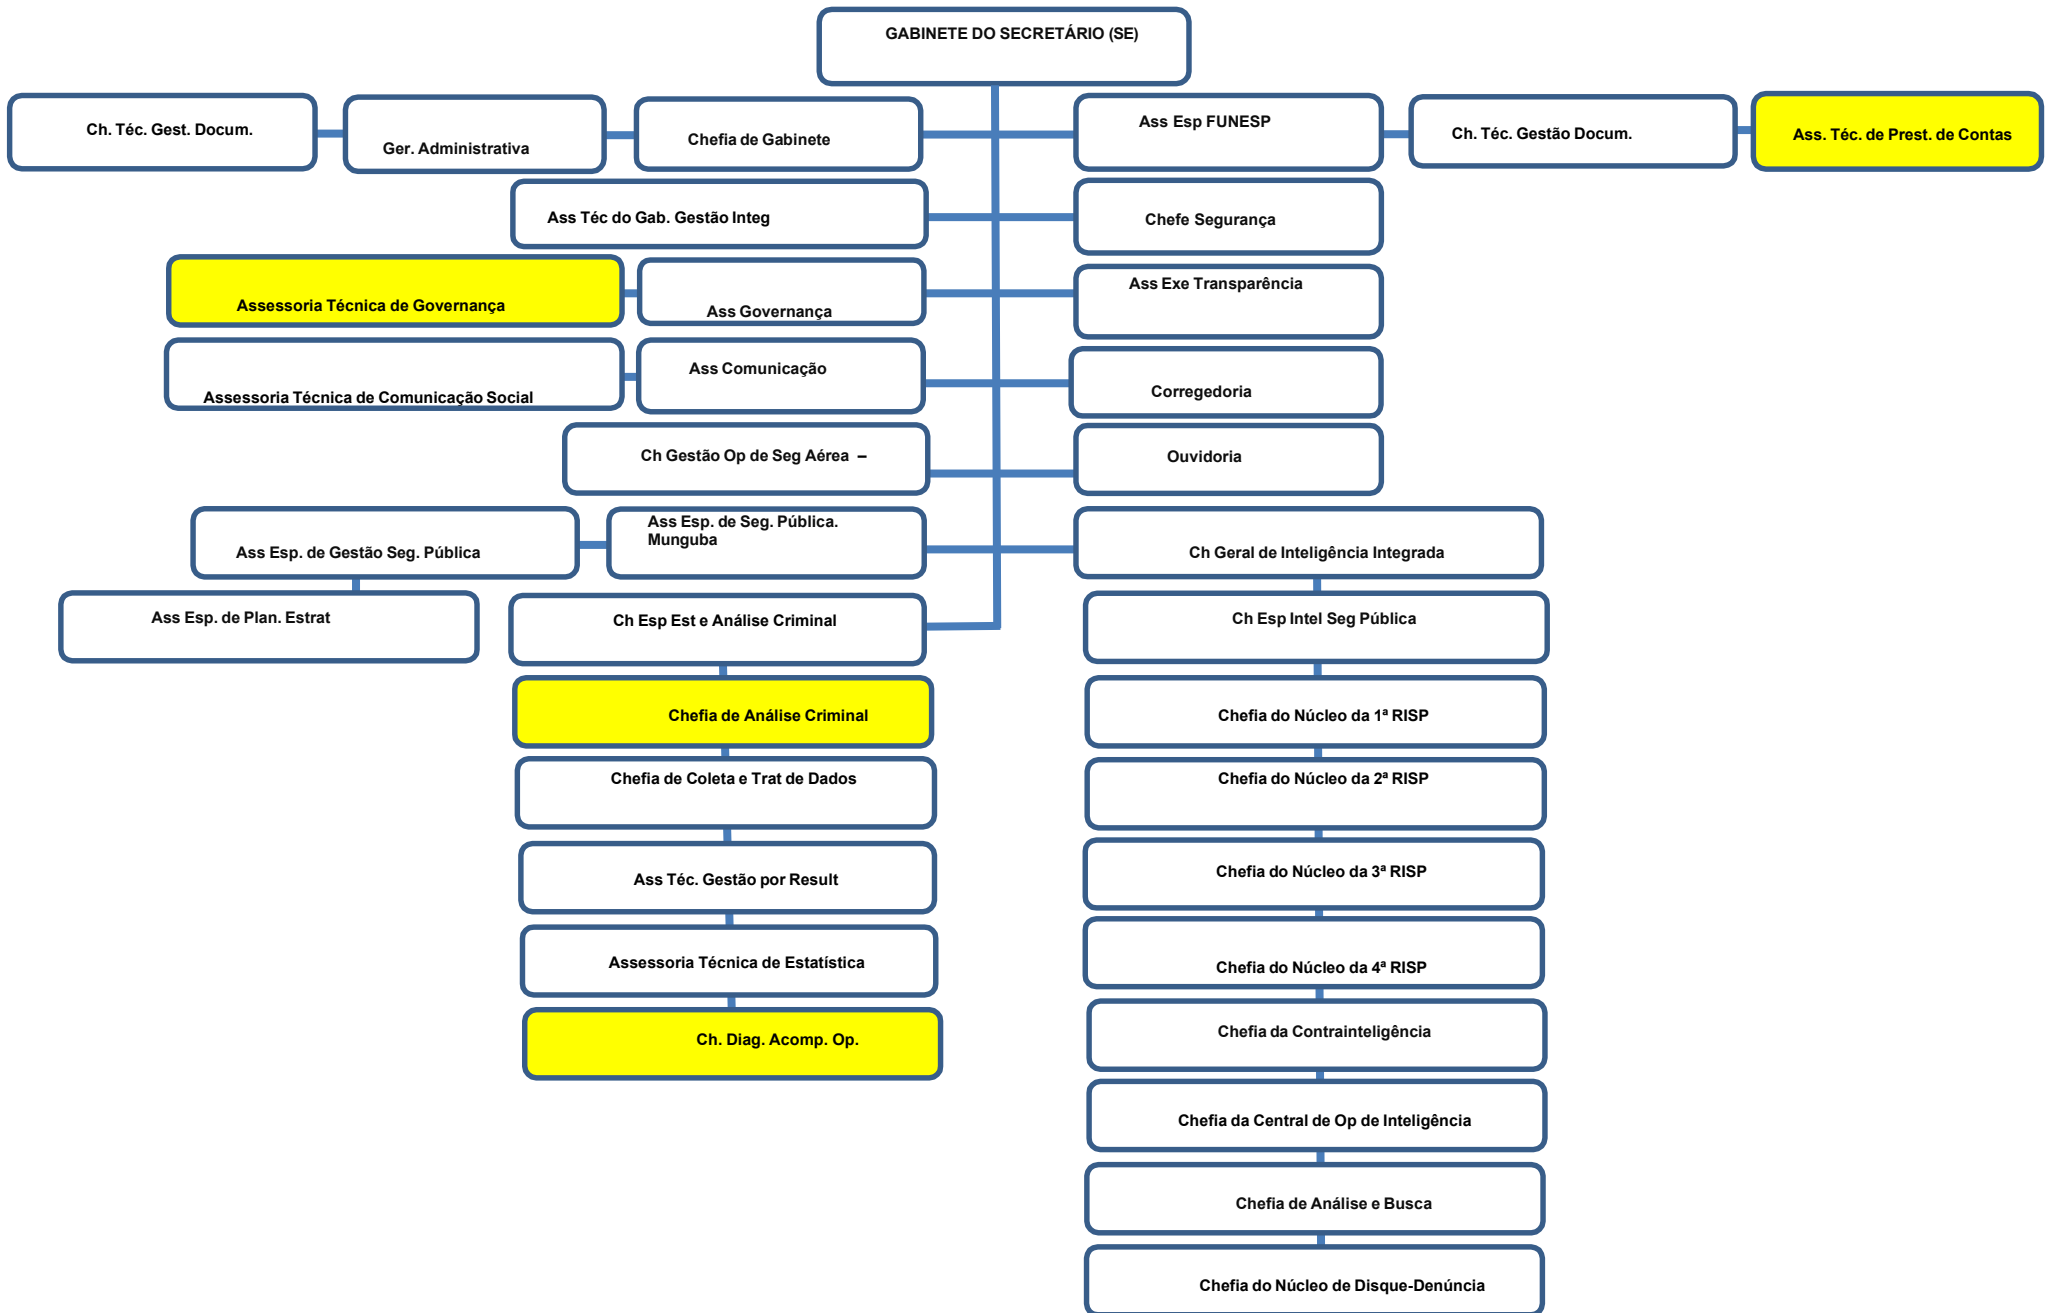 GABINETE DO SECRETÁRIO (SE)
Ch. Téc. Gest. Docum.
Ger. Administrativa
Chefia de Gabinete
Ass Esp FUNESP
Ch. Téc. Gestão Docum.
Ass. Téc. de Prest. de Contas
Ass Téc do Gab. Gestão Integ
Chefe Segurança
Assessoria Técnica de Governança
Ass Governança
Ass Exe Transparência
Assessoria Técnica de Comunicação Social
Ass Comunicação
Corregedoria
Ch Gestão Op de Seg Aérea –
Ouvidoria
Ass Esp. de Gestão Seg. Pública
Ass Esp. de Seg. Pública.
Munguba
Ch Geral de Inteligência Integrada
Ass Esp. de Plan. Estrat
Ch Esp Est e Análise Criminal
Ch Esp Intel Seg Pública
Chefia de Análise Criminal
Chefia do Núcleo da 1ª RISP
Chefia de Coleta e Trat de Dados
Chefia do Núcleo da 2ª RISP
Ass Téc. Gestão por Result
Chefia do Núcleo da 3ª RISP
Assessoria Técnica de Estatística
Chefia do Núcleo da 4ª RISP
Ch. Diag. Acomp. Op.
Chefia da Contrainteligência
Chefia da Central de Op de Inteligência
Chefia de Análise e Busca
Chefia do Núcleo de Disque-Denúncia